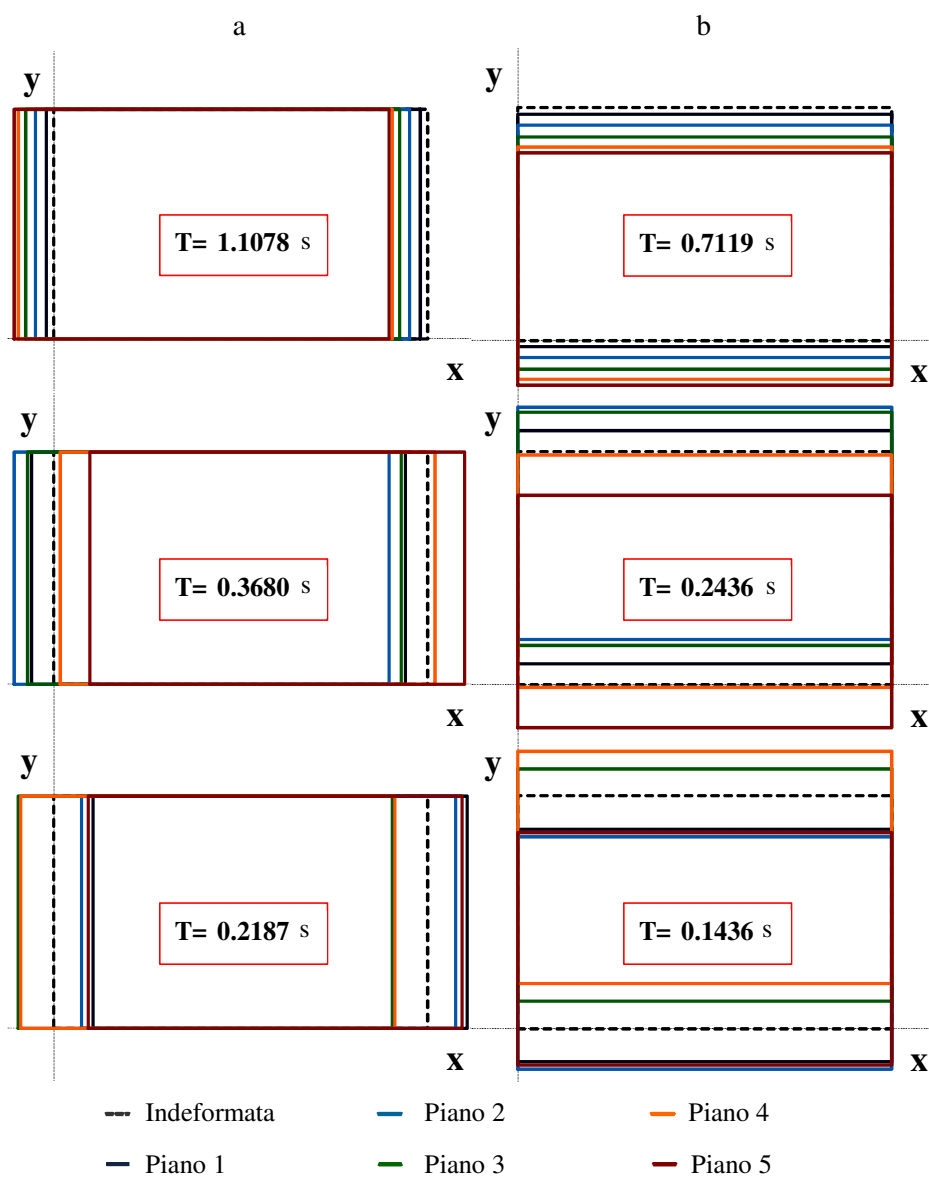 a b
y y
T= 1.1078 s T= 0.7119 s
x x
y y
T= 0.3680 s T= 0.2436 s
x x
y y
T= 0.2187 s T= 0.1436 s
x x
Indeformata Piano 2 Piano 4
Piano 1 Piano 3 Piano 5